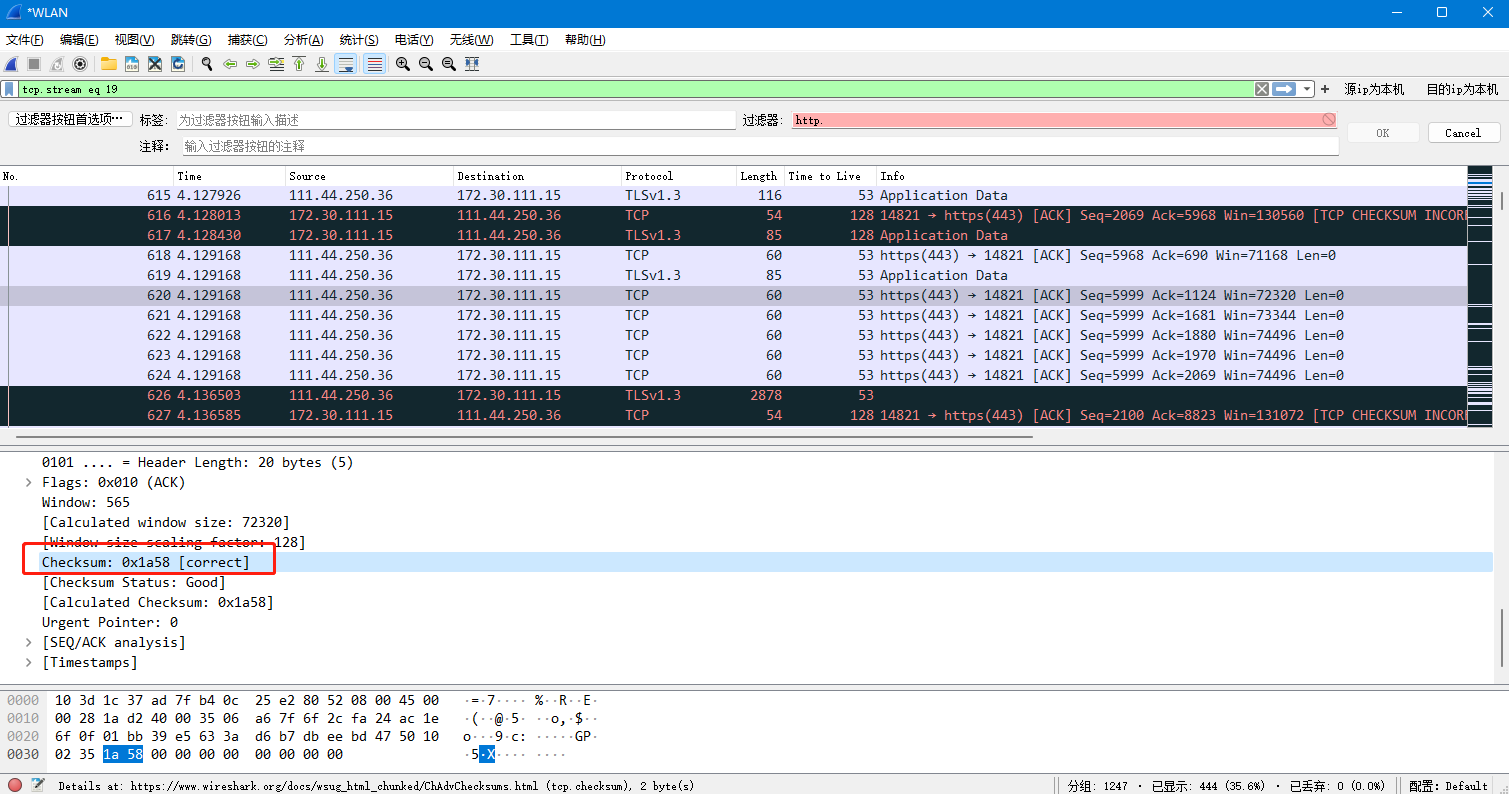 *WLAN
文件(F) 编辑(E) 视图(V) 跳转(G) 捕获(C) 分析(A) 统计(S) 电话(Y) 无线(W) 工具(T) 帮助(H)
tcp.stream eq 19 + 源ip为本机 目的ip为本机
过滤器按钮首选项… 标签: 为过滤器按钮输入描述 过滤器: http. OK Cancel
注释: 输入过滤器按钮的注释
No. Time Source Destination Protocol Length Time to Live Info
615 4.127926 111.44.250.36 172.30.111.15 TLSv1.3 116 53 Application Data
616 4.128013 172.30.111.15 111.44.250.36 TCP 54 128 14821 → https(443) [ACK] Seq=2069 Ack=5968 Win=130560 [TCP CHECKSUM INCOR
617 4.128430 172.30.111.15 111.44.250.36 TLSv1.3 85 128 Application Data
618 4.129168 111.44.250.36 172.30.111.15 TCP 60 53 https(443) → 14821 [ACK] Seq=5968 Ack=690 Win=71168 Len=0
619 4.129168 111.44.250.36 172.30.111.15 TLSv1.3 85 53 Application Data
620 4.129168 111.44.250.36 172.30.111.15 TCP 60 53 https(443) → 14821 [ACK] Seq=5999 Ack=1124 Win=72320 Len=0
621 4.129168 111.44.250.36 172.30.111.15 TCP 60 53 https(443) → 14821 [ACK] Seq=5999 Ack=1681 Win=73344 Len=0
622 4.129168 111.44.250.36 172.30.111.15 TCP 60 53 https(443) → 14821 [ACK] Seq=5999 Ack=1880 Win=74496 Len=0
623 4.129168 111.44.250.36 172.30.111.15 TCP 60 53 https(443) → 14821 [ACK] Seq=5999 Ack=1970 Win=74496 Len=0
624 4.129168 111.44.250.36 172.30.111.15 TCP 60 53 https(443) → 14821 [ACK] Seq=5999 Ack=2069 Win=74496 Len=0
626 4.136503 111.44.250.36 172.30.111.15 TLSv1.3 2878 53
627 4.136585 172.30.111.15 111.44.250.36 TCP 54 128 14821 → https(443) [ACK] Seq=2100 Ack=8823 Win=131072 [TCP CHECKSUM INCOR
0101 .... = Header Length: 20 bytes (5)
Flags: 0x010 (ACK)
Window: 565
[Calculated window size: 72320]
[Window size scaling factor: 128]
Checksum: 0x1a58 [correct]
[Checksum Status: Good]
[Calculated Checksum: 0x1a58]
Urgent Pointer: 0
[SEQ/ACK analysis]
[Timestamps]
0000 10 3d 1c 37 ad 7f b4 0c 25 e2 80 52 08 00 45 00 ·=·7···· %··R··E·
0010 00 28 1a d2 40 00 35 06 a6 7f 6f 2c fa 24 ac 1e ·(··@·5· ··o,·$··
0020 6f 0f 01 bb 39 e5 63 3a d6 b7 db ee bd 47 50 10 o···9·c: ·····GP·
0030 02 35 1a 58 00 00 00 00 00 00 00 00 ·5·X···· ····
Details at: https://www.wireshark.org/docs/wsug_html_chunked/ChAdvChecksums.html (tcp.checksum), 2 byte(s) 分组: 1247 · 已显示: 444 (35.6%) · 已丢弃: 0 (0.0%) 配置: Default